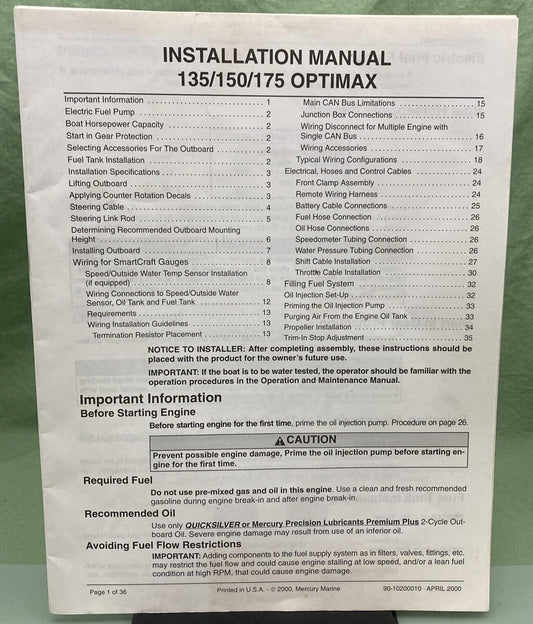 INSTALLATION MANUAL
135/150/175 OPTIMAX
Important Information . . . . . . . . . . . . . . . . . . . . . . . . . . . 1
Electric Fuel Pump . . . . . . . . . . . . . . . . . . . . . . . . . . . . 2
Boat Horsepower Capacity . . . . . . . . . . . . . . . . . . . . . . 2
Start in Gear Protection . . . . . . . . . . . . . . . . . . . . . . . . 2
Selecting Accessories For The Outboard . . . . . . . . . . . . 2
Fuel Tank Installation . . . . . . . . . . . . . . . . . . . . . . . . . . 2
Installation Specifications . . . . . . . . . . . . . . . . . . . . . . . 3
Lifting Outboard . . . . . . . . . . . . . . . . . . . . . . . . . . . . . . 3
Applying Counter Rotation Decals . . . . . . . . . . . . . . . . . 3
Steering Cable . . . . . . . . . . . . . . . . . . . . . . . . . . . . . . . 4
Steering Link Rod . . . . . . . . . . . . . . . . . . . . . . . . . . . . . 5
Determining Recommended Outboard Mounting
Height . . . . . . . . . . . . . . . . . . . . . . . . . . . . . . . . . . . . . 6
Installing Outboard . . . . . . . . . . . . . . . . . . . . . . . . . . . . 7
Wiring for SmartCraft Gauges . . . . . . . . . . . . . . . . . . . . 8
Speed/Outside Water Temp Sensor Installation
(if equipped) . . . . . . . . . . . . . . . . . . . . . . . . . . . . . . . . 8
Wiring Connections to Speed/Outside Water
Sensor, Oil Tank and Fuel Tank . . . . . . . . . . . . . . . . 12
Requirements . . . . . . . . . . . . . . . . . . . . . . . . . . . . . . 13
Wiring Installation Guidelines . . . . . . . . . . . . . . . . . . 13
Termination Resistor Placement . . . . . . . . . . . . . . . . 13
Main CAN Bus Limitations . . . . . . . . . . . . . . . . . . . . 15
Junction Box Connections . . . . . . . . . . . . . . . . . . . . 15
Wiring Disconnect for Multiple Engine with
Single CAN Bus . . . . . . . . . . . . . . . . . . . . . . . . . . . . 16
Wiring Accessories . . . . . . . . . . . . . . . . . . . . . . . . . . 17
Typical Wiring Configurations . . . . . . . . . . . . . . . . . . . 18
Electrical, Hoses and Control Cables . . . . . . . . . . . . . . 24
Front Clamp Assembly . . . . . . . . . . . . . . . . . . . . . . . . 24
Remote Wiring Harness . . . . . . . . . . . . . . . . . . . . . . . 24
Battery Cable Connections . . . . . . . . . . . . . . . . . . . . . 25
Fuel Hose Connection . . . . . . . . . . . . . . . . . . . . . . . . 26
Oil Hose Connections . . . . . . . . . . . . . . . . . . . . . . . . 26
Speedometer Tubing Connection . . . . . . . . . . . . . . . . 26
Water Pressure Tubing Connection . . . . . . . . . . . . . . 26
Shift Cable Installation . . . . . . . . . . . . . . . . . . . . . . . . 27
Throttle Cable Installation . . . . . . . . . . . . . . . . . . . . . 30
Filling Fuel System . . . . . . . . . . . . . . . . . . . . . . . . . . . 32
Oil Injection Set-Up . . . . . . . . . . . . . . . . . . . . . . . . . . . 32
Priming the Oil Injection Pump . . . . . . . . . . . . . . . . . . . 33
Purging Air From the Engine Oil Tank . . . . . . . . . . . . . 33
Propeller Installation . . . . . . . . . . . . . . . . . . . . . . . . . . 34
Trim-In Stop Adjustment . . . . . . . . . . . . . . . . . . . . . . . 35
NOTICE TO INSTALLER: After completing assembly, these instructions should be
placed with the product for the owner's future use.
IMPORTANT: If the boat is to be water tested, the operator should be familiar with the
operation procedures in the Operation and Maintenance Manual.
Important Information
Before Starting Engine
Before starting engine for the first time, prime the oil injection pump. Procedure on page 26.
⚠ CAUTION
Prevent possible engine damage, Prime the oil injection pump before starting en-
gine for the first time.
Required Fuel
Do not use pre-mixed gas and oil in this engine. Use a clean and fresh recommended
gasoline during engine break-in and after engine break-in.
Recommended Oil
Use only QUICKSILVER or Mercury Precision Lubricants Premium Plus 2-Cycle Out-
board Oil. Severe engine damage may result from use of an inferior oil.
Avoiding Fuel Flow Restrictions
IMPORTANT: Adding components to the fuel supply system as in filters, valves, fittings, etc.
may restrict the fuel flow and could cause engine stalling at low speed, and/or a lean fuel
condition at high RPM, that could cause engine damage.
Page 1 of 36
Printed in U.S.A. - © 2000, Mercury Marine
90-10200010 APRIL 2000